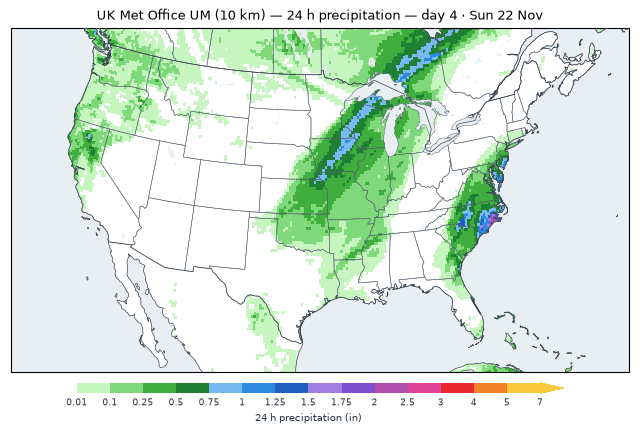 UK Met Office UM (10 km) — 24 h precipitation — day 4 · Sun 22 Nov
0.01 0.1 0.25 0.5 0.75 1 1.25 1.5 1.75 2 2.5 3 4 5 7
24 h precipitation (in)